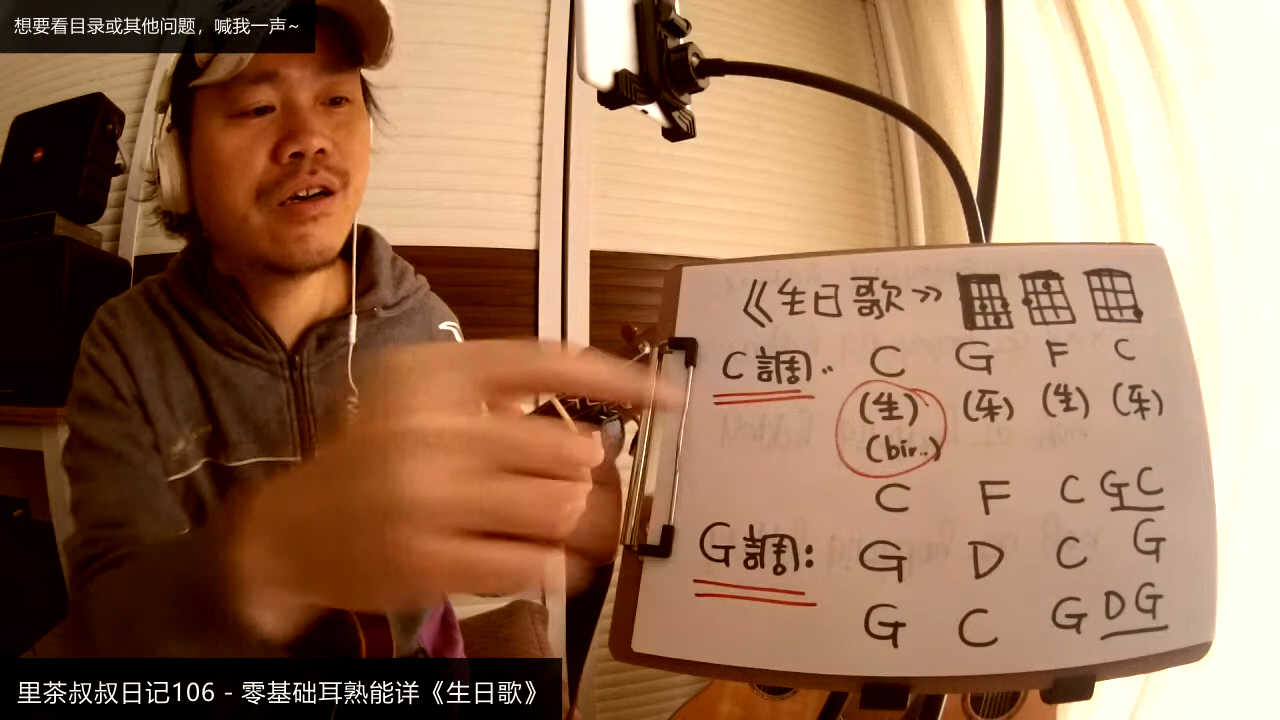 想要看目录或其他问题，喊我一声~
《生日歌》
C調.. C G F C
(生) (乐) (生) (乐)
(bir..)
C F C G C
G調: G D C G
G C G D G
里茶叔叔日记106 - 零基础耳熟能详《生日歌》